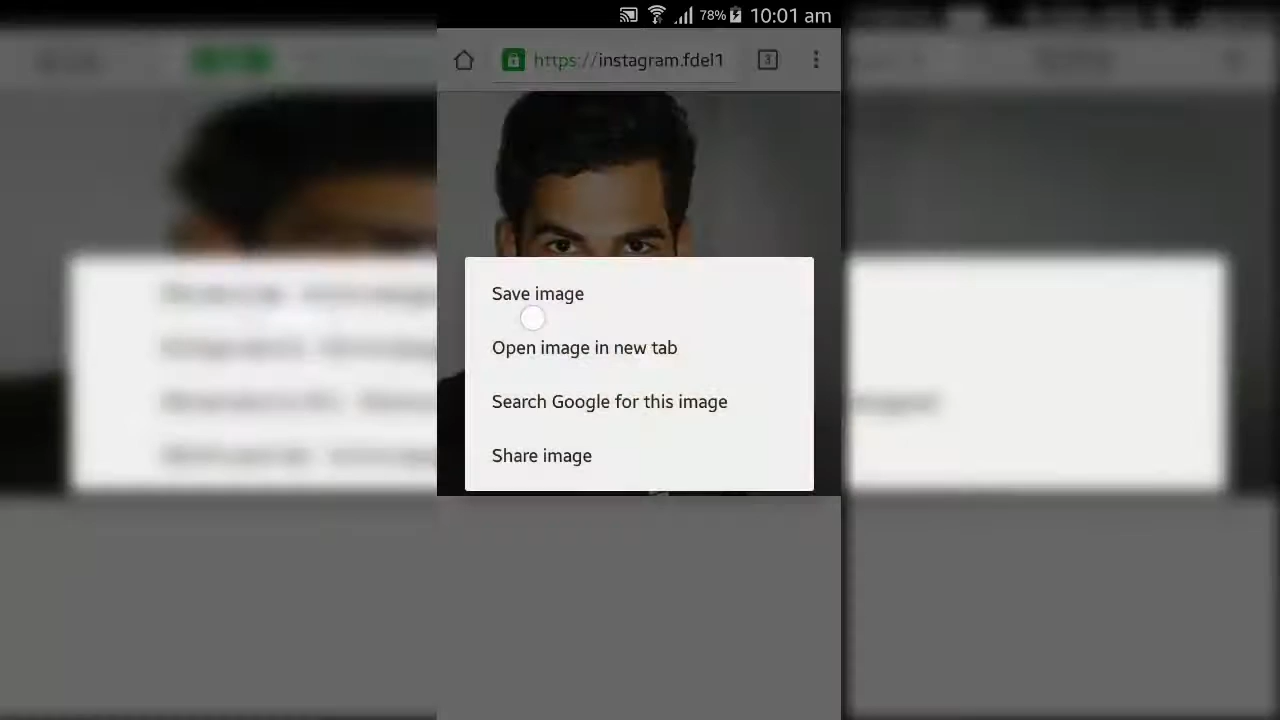 78% 10:01 am
https://instagram.fdel1 3
Save image
Open image in new tab
Search Google for this image
Share image